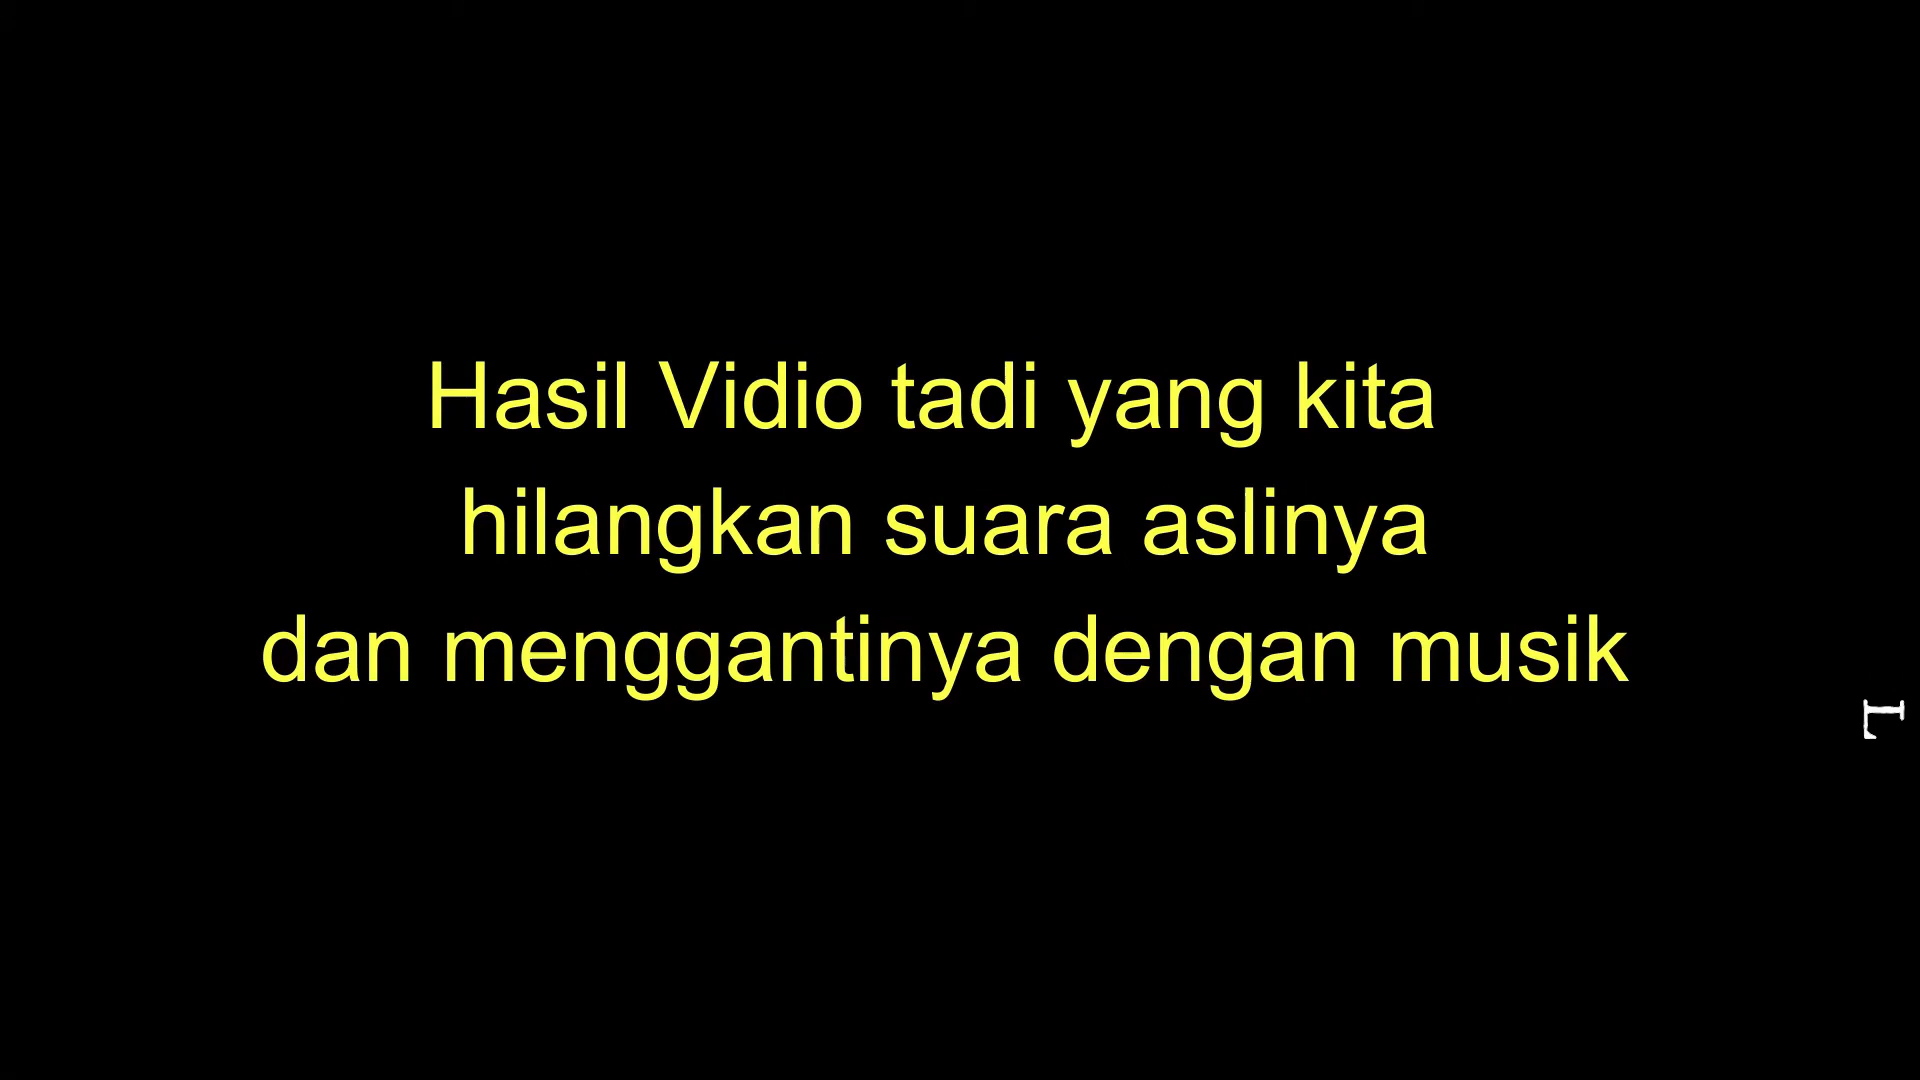 Hasil Vidio tadi yang kita
hilangkan suara aslinya
dan menggantinya dengan musik
L